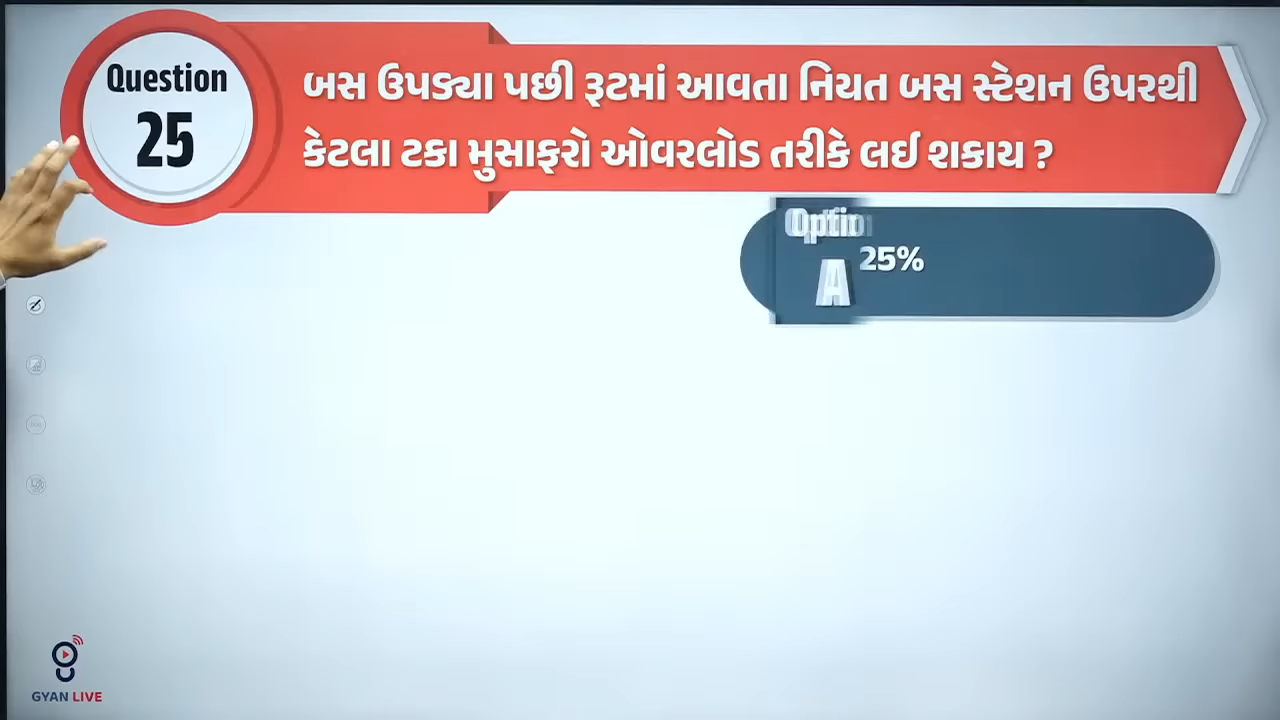 Question
25
બસ ઉપડ્યા પછી રૂટમાં આવતા નિયત બસ સ્ટેશન ઉપરથી
કેટલા ટકા મુસાફરો ઓવરલોડ તરીકે લઈ શકાય ?
Option
A
25%
GYAN LIVE